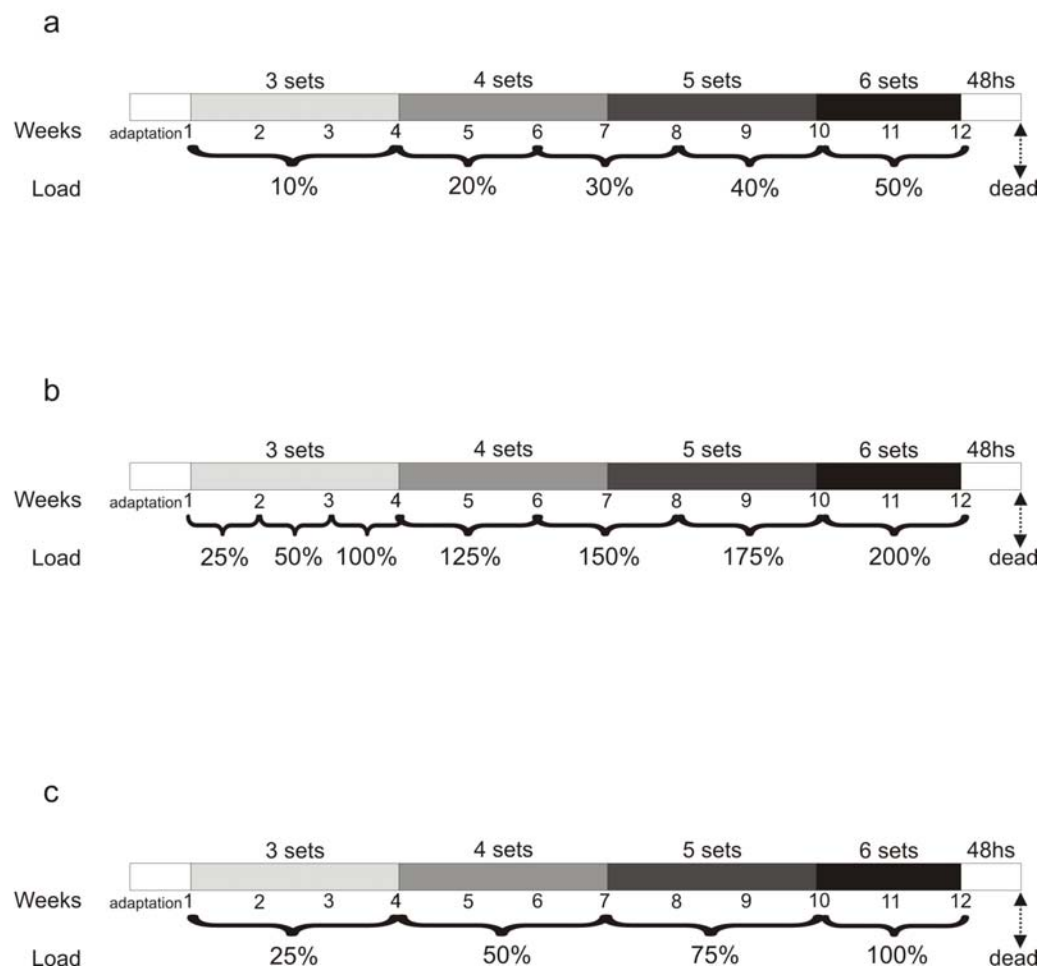 a
3 sets 4 sets 5 sets 6 sets 48hs
Weeks adaptation 1 2 3 4 5 6 7 8 9 10 11 12
Load 10% 20% 30% 40% 50% dead
b
3 sets 4 sets 5 sets 6 sets 48hs
Weeks adaptation 1 2 3 4 5 6 7 8 9 10 11 12
Load 25% 50% 100% 125% 150% 175% 200% dead
c
3 sets 4 sets 5 sets 6 sets 48hs
Weeks adaptation 1 2 3 4 5 6 7 8 9 10 11 12
Load 25% 50% 75% 100% dead